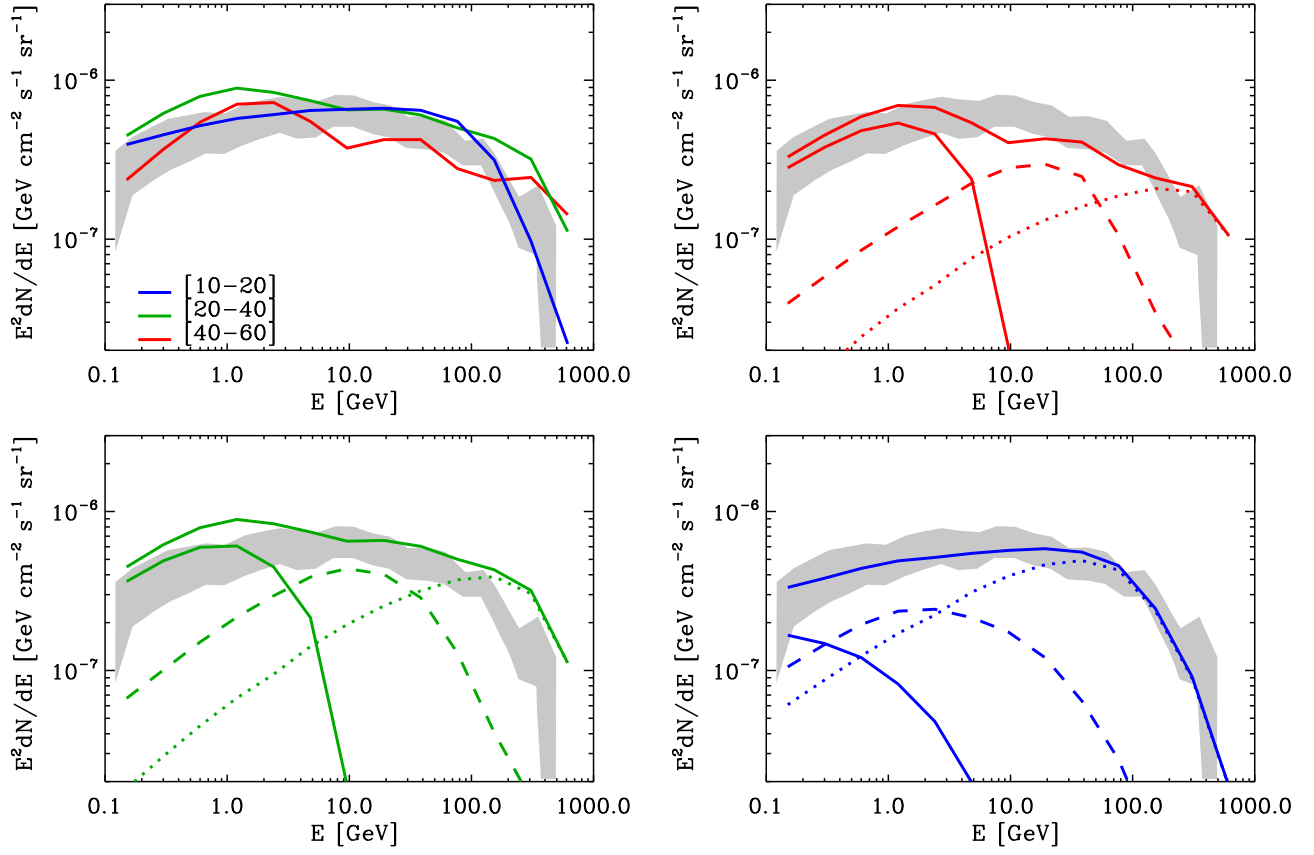 E²dN/dE [GeV cm⁻² s⁻¹ sr⁻¹]
10⁻⁶
10⁻⁷
[10−20]
[20−40]
[40−60]
0.1 1.0 10.0 100.0 1000.0
E [GeV]
E²dN/dE [GeV cm⁻² s⁻¹ sr⁻¹]
10⁻⁶
10⁻⁷
0.1 1.0 10.0 100.0 1000.0
E [GeV]
E²dN/dE [GeV cm⁻² s⁻¹ sr⁻¹]
10⁻⁶
10⁻⁷
0.1 1.0 10.0 100.0 1000.0
E [GeV]
E²dN/dE [GeV cm⁻² s⁻¹ sr⁻¹]
10⁻⁶
10⁻⁷
0.1 1.0 10.0 100.0 1000.0
E [GeV]